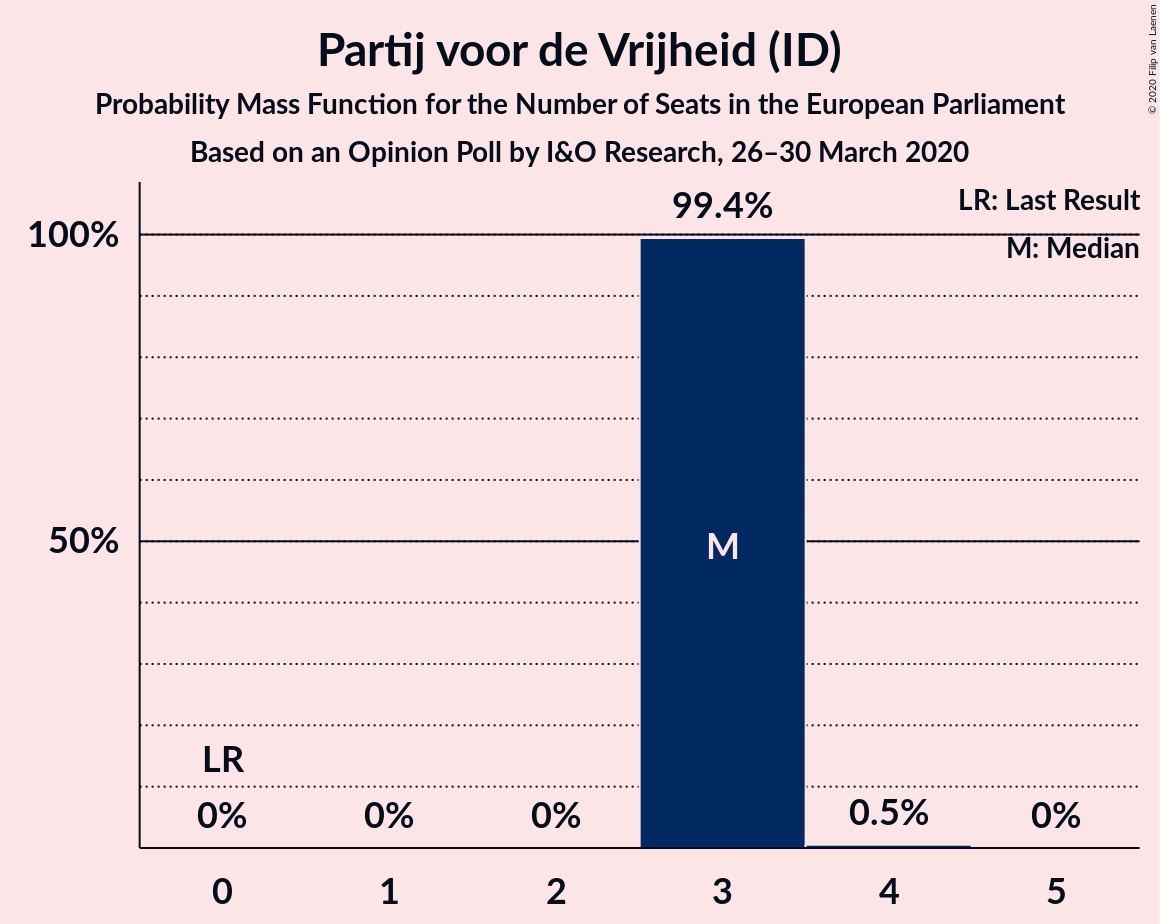 Partij voor de Vrijheid (ID)
Probability Mass Function for the Number of Seats in the European Parliament
Based on an Opinion Poll by I&O Research, 26–30 March 2020
© 2020 Filip van Laenen
LR: Last Result
M: Median
99.4%
100%
50%
M
LR
0%
0%
0%
0.5%
0%
0
1
2
3
4
5